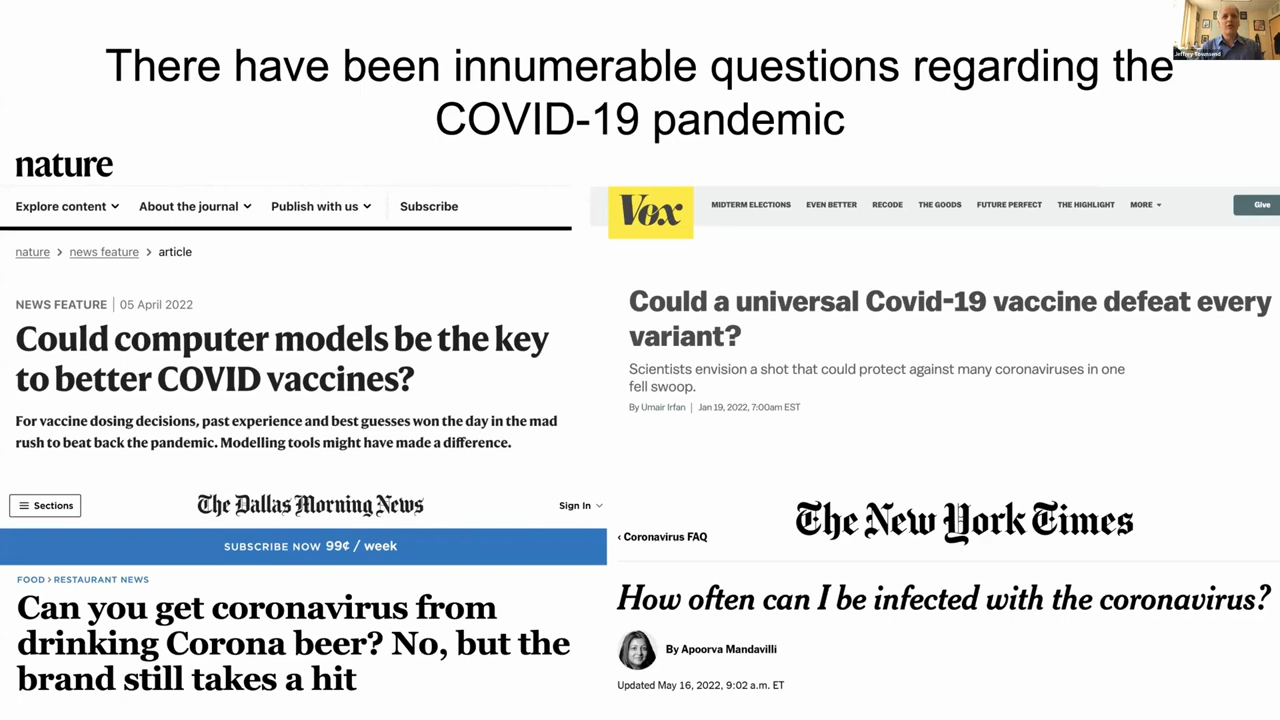 There have been innumerable questions regarding the
COVID-19 pandemic
Jeffrey Townsend
nature
Explore content About the journal Publish with us Subscribe
nature > news feature > article
NEWS FEATURE | 05 April 2022
Could computer models be the key
to better COVID vaccines?
For vaccine dosing decisions, past experience and best guesses won the day in the mad
rush to beat back the pandemic. Modelling tools might have made a difference.
Vox
MIDTERM ELECTIONS EVEN BETTER RECODE THE GOODS FUTURE PERFECT THE HIGHLIGHT MORE Give
Could a universal Covid-19 vaccine defeat every
variant?
Scientists envision a shot that could protect against many coronaviruses in one
fell swoop.
By Umair Irfan | Jan 19, 2022, 7:00am EST
Sections The Dallas Morning News Sign In
SUBSCRIBE NOW 99¢ / week
FOOD > RESTAURANT NEWS
Can you get coronavirus from
drinking Corona beer? No, but the
brand still takes a hit
The New York Times
‹ Coronavirus FAQ
How often can I be infected with the coronavirus?
By Apoorva Mandavilli
Updated May 16, 2022, 9:02 a.m. ET